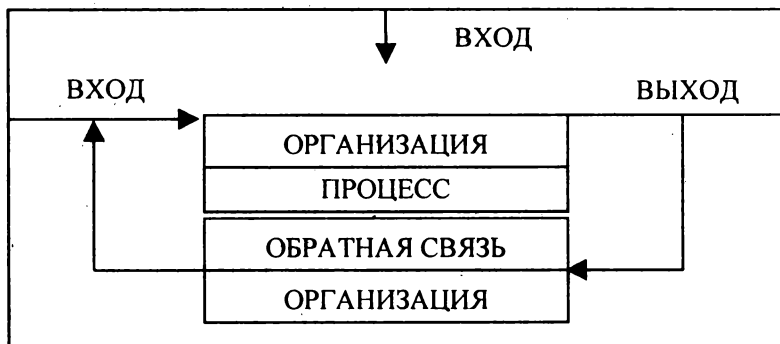 ВХОД
ВХОД
ВЫХОД
ОРГАНИЗАЦИЯ
ПРОЦЕСС
ОБРАТНАЯ СВЯЗЬ
ОРГАНИЗАЦИЯ